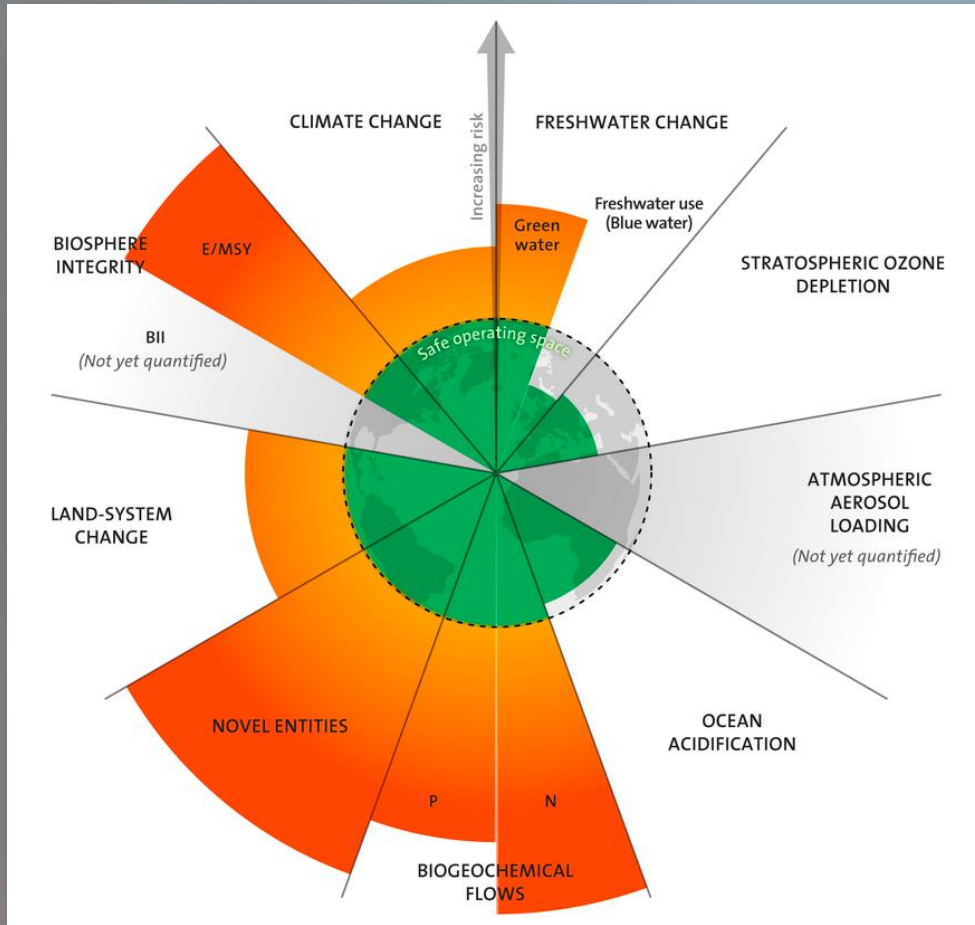 CLIMATE CHANGE
Increasing risk
FRESHWATER CHANGE
Green
water
Freshwater use
(Blue water)
STRATOSPHERIC OZONE
DEPLETION
BIOSPHERE
INTEGRITY
E/MSY
BII
(Not yet quantified)
Safe operating space
LAND-SYSTEM
CHANGE
ATMOSPHERIC
AEROSOL
LOADING
(Not yet quantified)
NOVEL ENTITIES
OCEAN
ACIDIFICATION
P
N
BIOGEOCHEMICAL
FLOWS